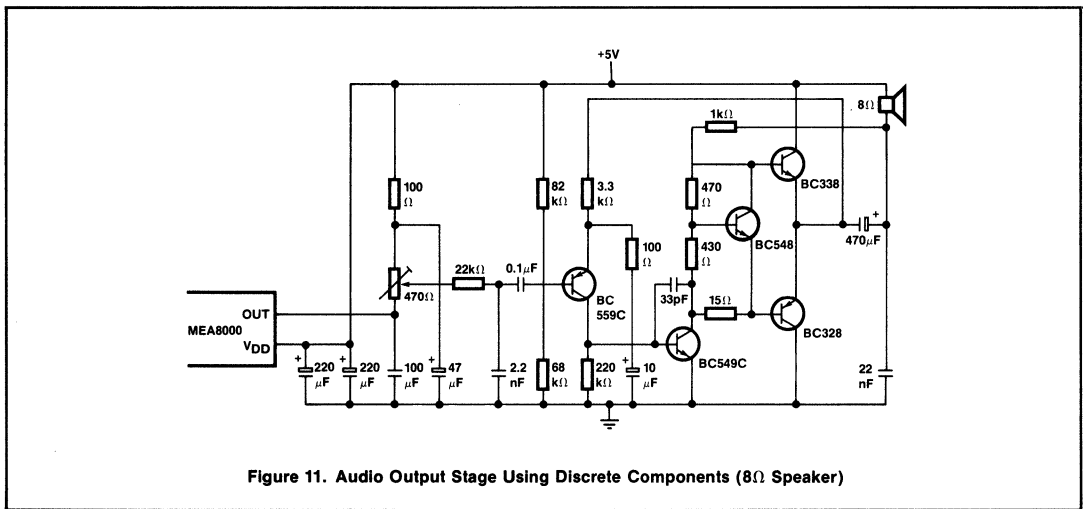 +5V
8Ω
1kΩ
BC338
100
Ω
82
kΩ
3.3
kΩ
470
Ω
BC548
470μF
+
100
Ω
430
Ω
22kΩ
0.1μF
470Ω
BC
559C
33pF
15Ω
BC328
OUT
MEA8000
VDD
BC549C
+
220
μF
+
220
μF
100
μF
+
47
μF
2.2
nF
68
kΩ
220
kΩ
+
10
μF
22
nF
Figure 11. Audio Output Stage Using Discrete Components (8Ω Speaker)